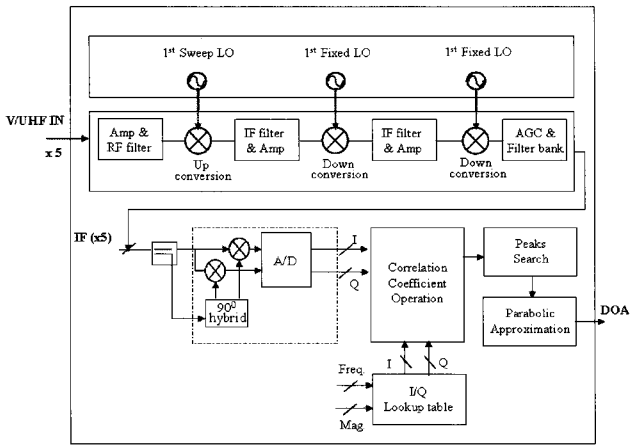 1st Sweep LO
1st Fixed LO
1st Fixed LO
V/UHF IN
x 5
Amp &
RF filter
Up
conversion
IF filter
& Amp
Down
conversion
IF filter
& Amp
Down
conversion
AGC &
Filter bank
IF (x5)
A/D
90⁰
hybrid
I
Q
Correlation
Coefficient
Operation
Peaks
Search
Parabolic
Approximation
DOA
I
Q
Freq.
Mag
I/Q
Lookup table